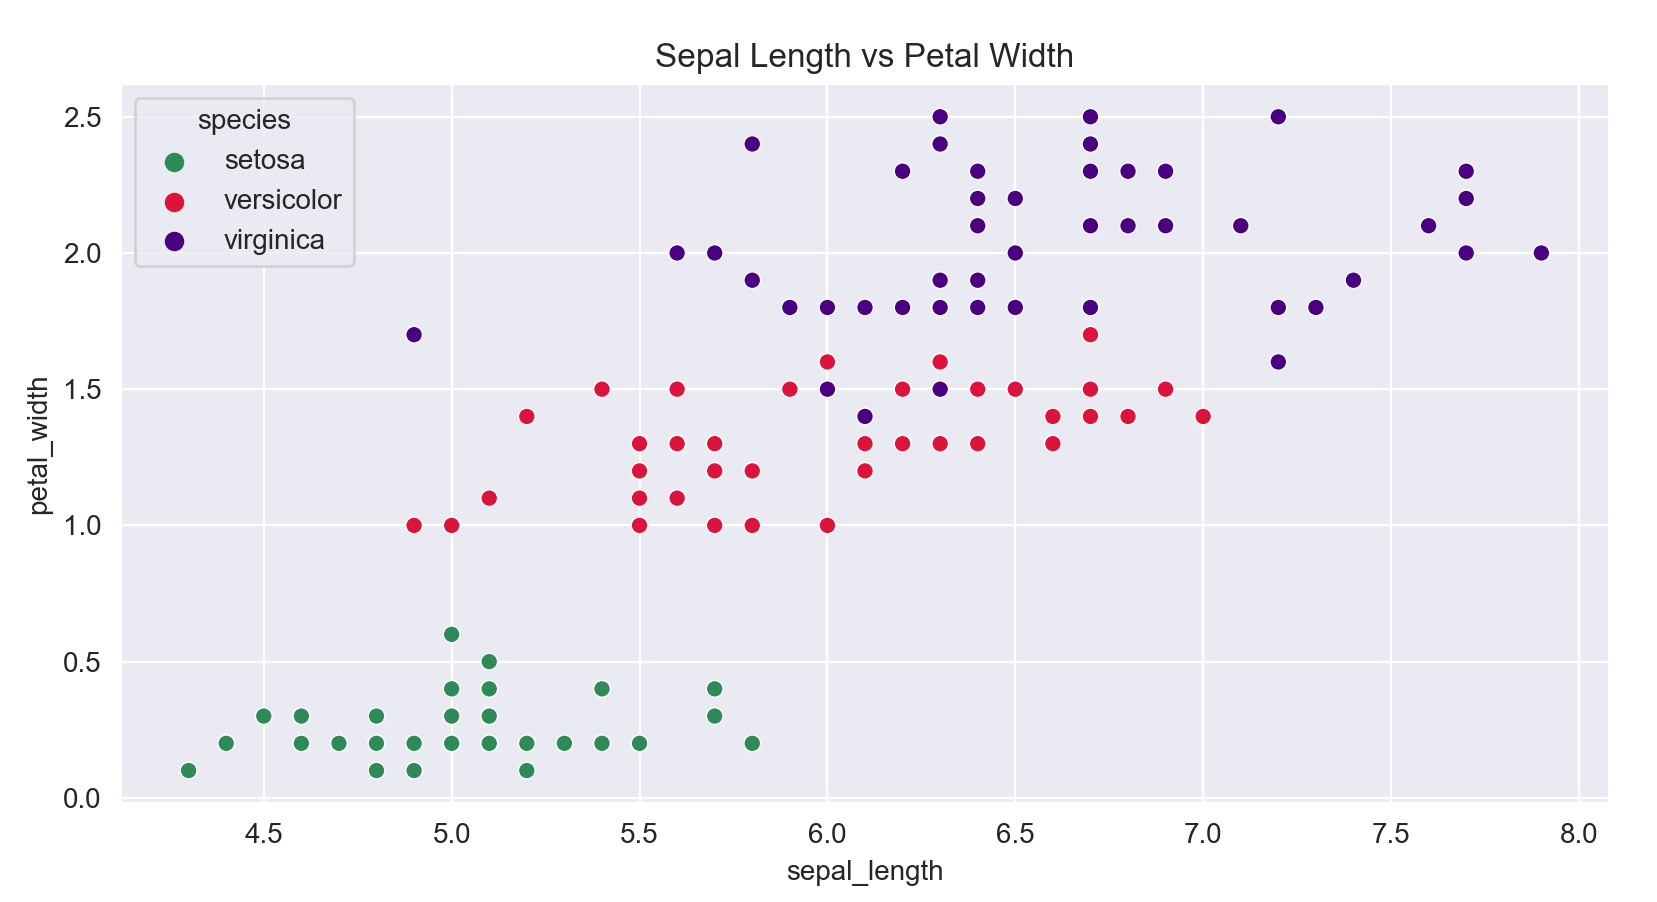 Sepal Length vs Petal Width
species
setosa
versicolor
virginica
petal_width
2.5
2.0
1.5
1.0
0.5
0.0
4.5 5.0 5.5 6.0 6.5 7.0 7.5 8.0
sepal_length